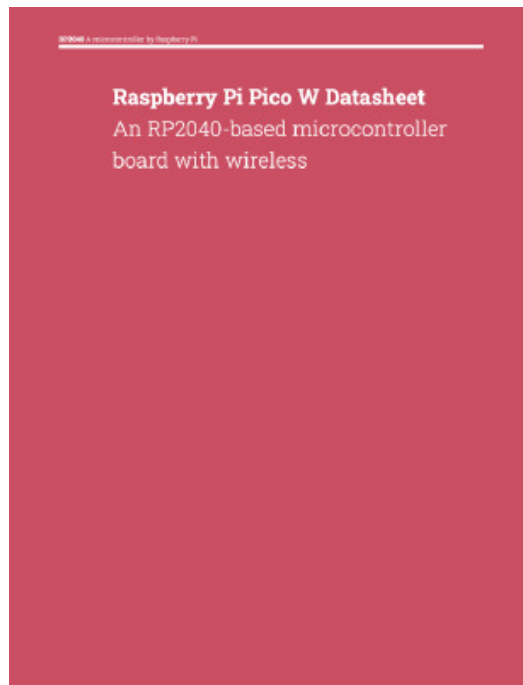 RP2040 A microcontroller by Raspberry Pi
Raspberry Pi Pico W Datasheet
An RP2040-based microcontroller
board with wireless